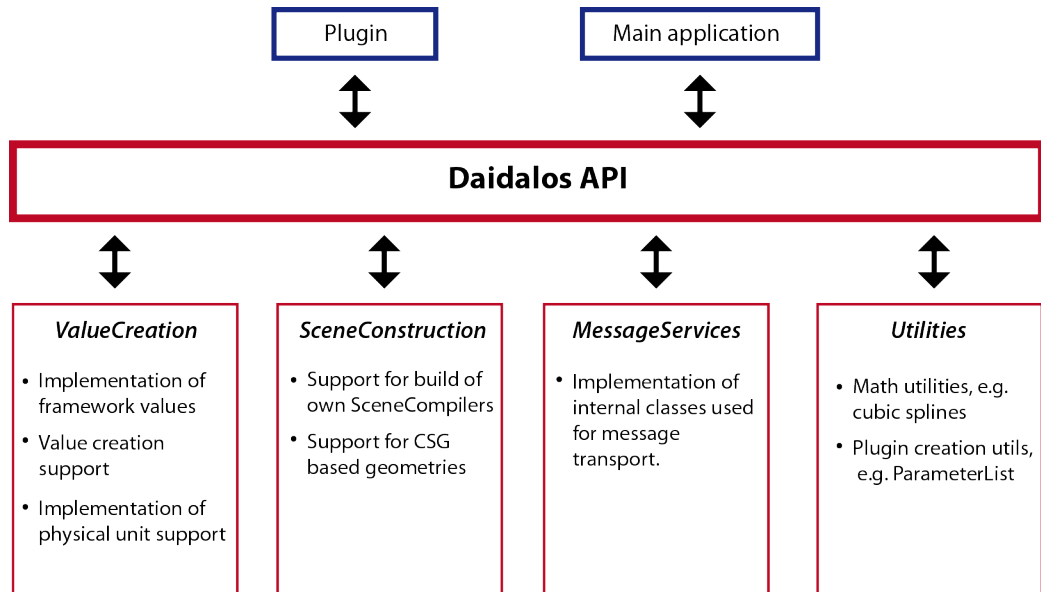 Plugin
Main application
Daidalos API
ValueCreation
• Implementation of
framework values
• Value creation
support
• Implementation of
physical unit support
SceneConstruction
• Support for build of
own SceneCompilers
• Support for CSG
based geometries
MessageServices
• Implementation of
internal classes used
for message
transport.
Utilities
• Math utilities, e.g.
cubic splines
• Plugin creation utils,
e.g. ParameterList